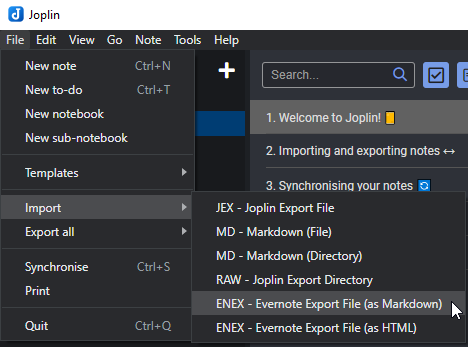 Joplin
File Edit View Go Note Tools Help
New note Ctrl+N
New to-do Ctrl+T
New notebook
New sub-notebook
Templates
Import
Export all
Synchronise Ctrl+S
Print
Quit Ctrl+Q
Search...
1. Welcome to Joplin!
2. Importing and exporting notes ↔
3. Synchronising your notes
JEX - Joplin Export File
MD - Markdown (File)
MD - Markdown (Directory)
RAW - Joplin Export Directory
ENEX - Evernote Export File (as Markdown)
ENEX - Evernote Export File (as HTML)